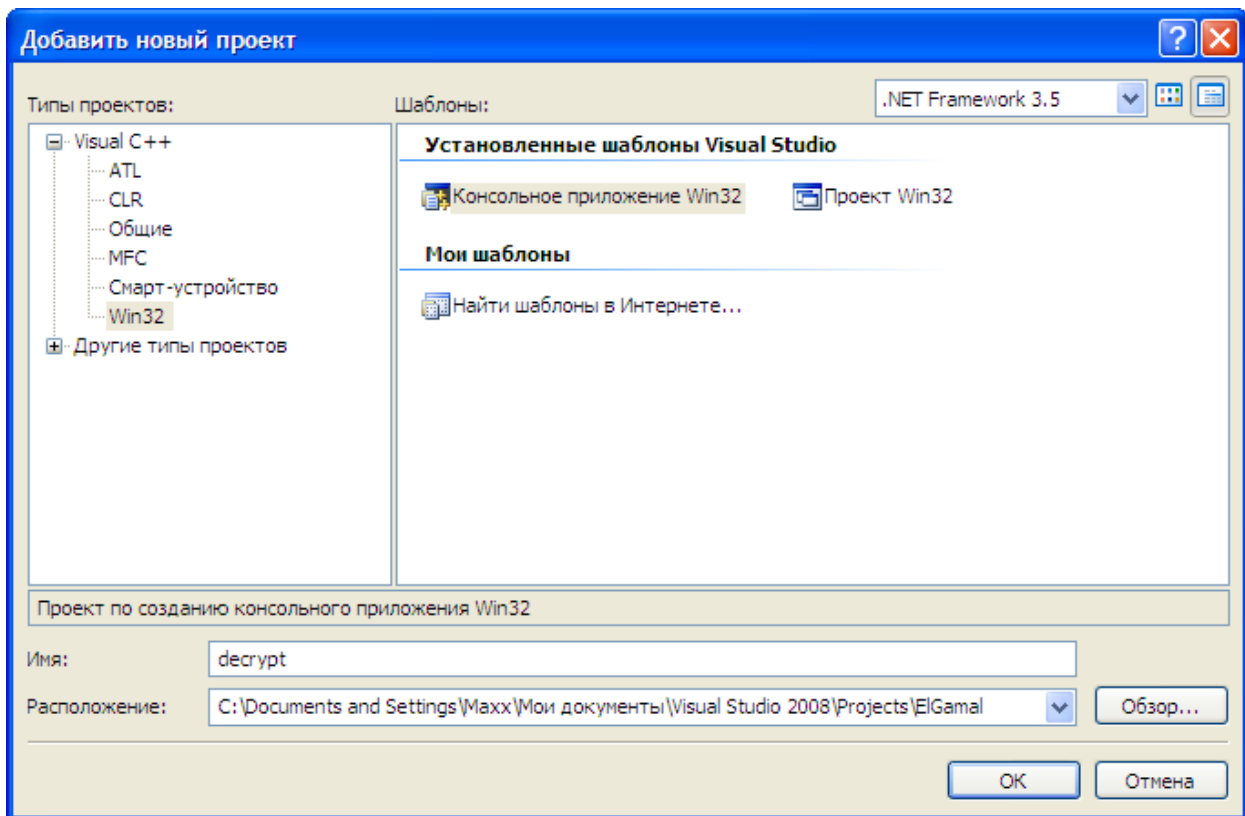 Добавить новый проект
Типы проектов:
Шаблоны:
.NET Framework 3.5
Visual C++
ATL
CLR
Общие
MFC
Смарт-устройство
Win32
Другие типы проектов
Установленные шаблоны Visual Studio
Консольное приложение Win32
Проект Win32
Мои шаблоны
Найти шаблоны в Интернете...
Проект по созданию консольного приложения Win32
Имя:
decrypt
Расположение:
C:\Documents and Settings\Maxx\Мои документы\Visual Studio 2008\Projects\ElGamal
Обзор...
OK
Отмена